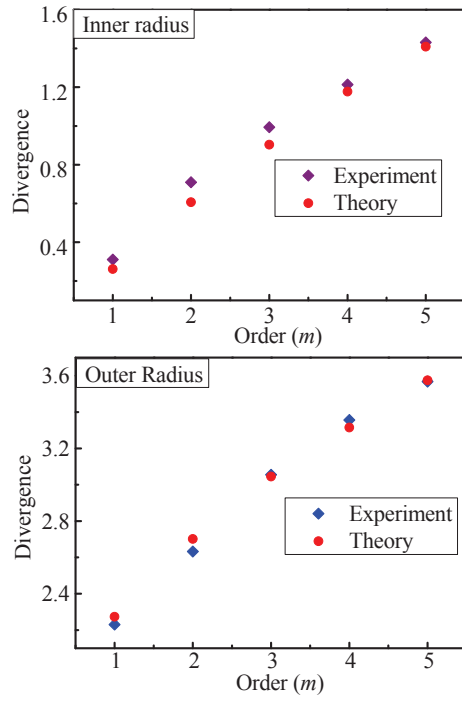 Inner radius
1.6
1.2
0.8
0.4
Divergence
Experiment
Theory
1 2 3 4 5
Order (m)
Outer Radius
3.6
3.2
2.8
2.4
Divergence
Experiment
Theory
1 2 3 4 5
Order (m)